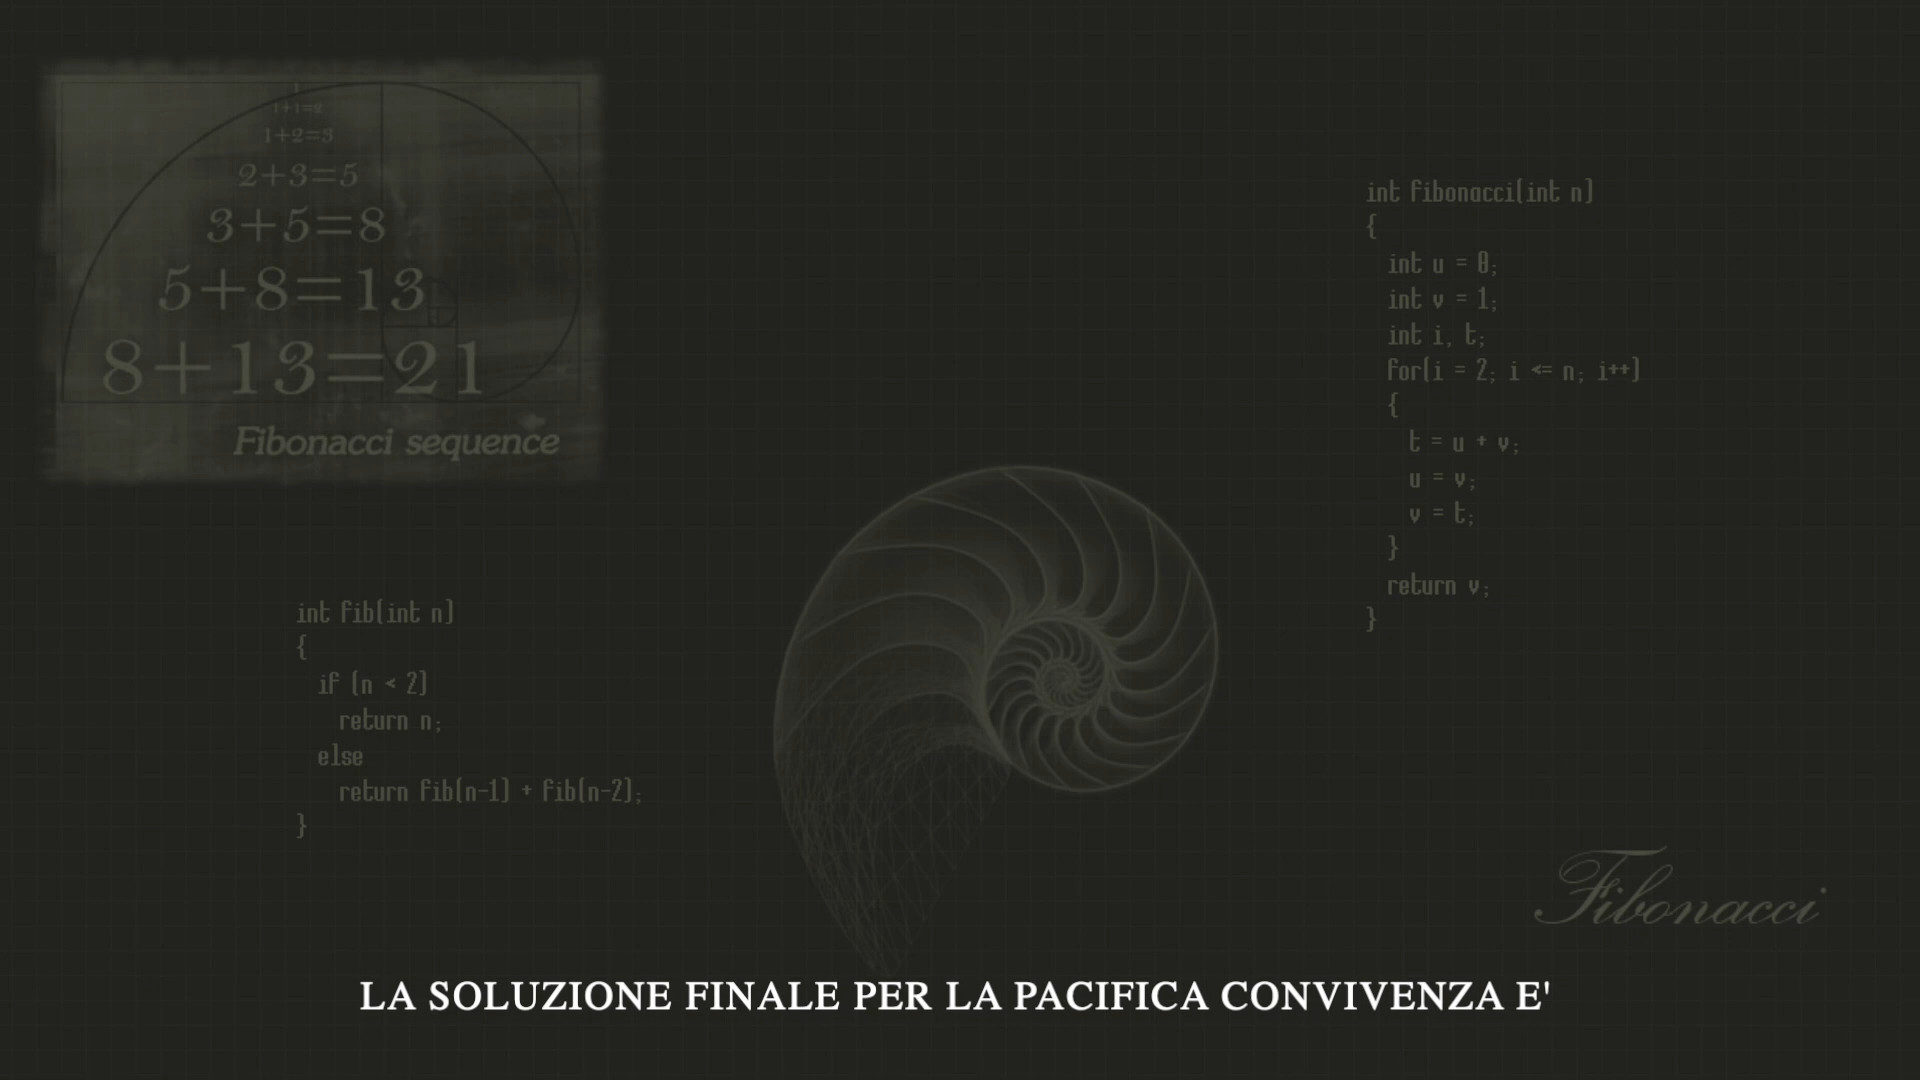 1
1+1=2
1+2=3
2+3=5
3+5=8
5+8=13
8+13=21
Fibonacci sequence
int fibonacci(int n)
{
int u = 0;
int v = 1;
int i, t;
for(i = 2; i <= n; i++)
{
t = u + v;
u = v;
v = t;
}
return v;
}
int fib(int n)
{
if (n < 2)
return n;
else
return fib(n-1) + fib(n-2);
}
Fibonacci
LA SOLUZIONE FINALE PER LA PACIFICA CONVIVENZA E'